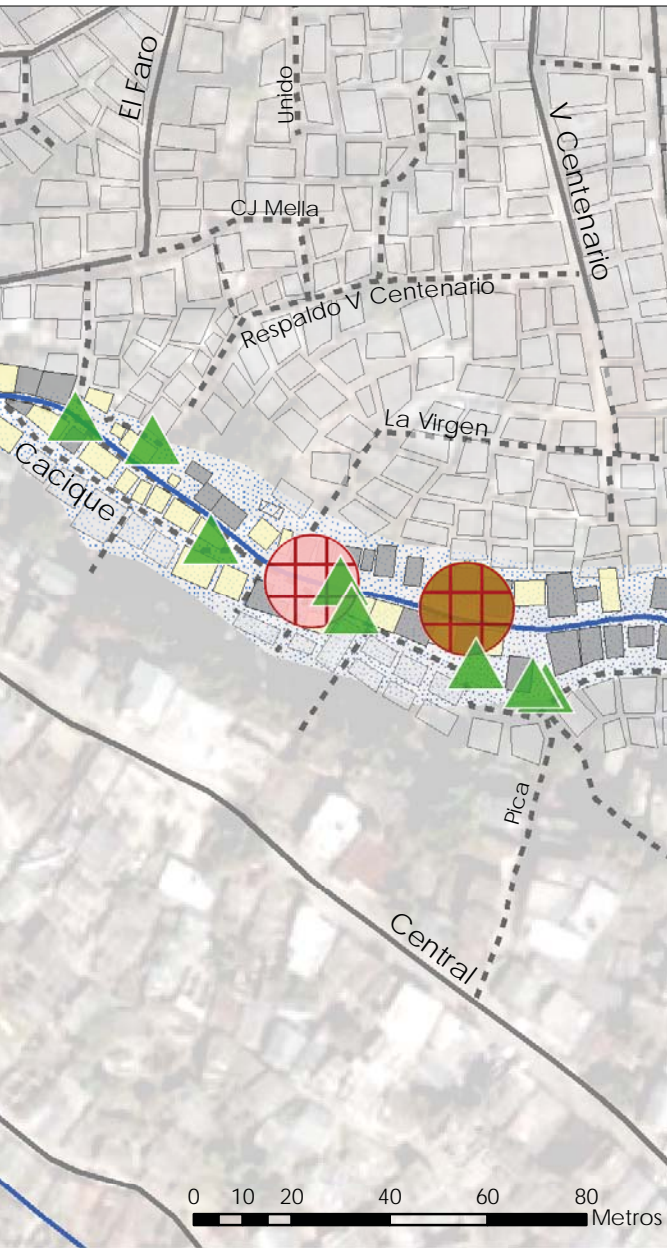 El Faro
Unido
V Centenario
CJ Mella
Respaldo V Centenario
La Virgen
Cacique
Pica
Central
0 10 20 40 60 80
Metros